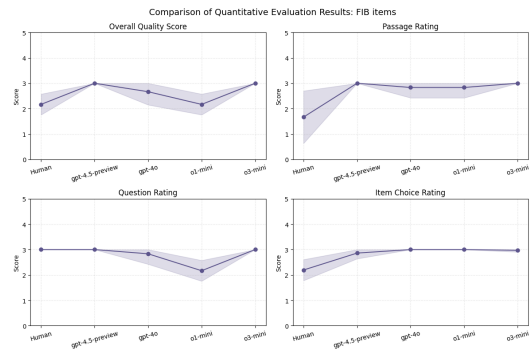 Comparison of Quantitative Evaluation Results: FIB items
Overall Quality Score
5
4
3
2
1
0
Score
Human
gpt-4.5-preview
gpt-4o
o1-mini
o3-mini
Passage Rating
5
4
3
2
1
0
Score
Human
gpt-4.5-preview
gpt-4o
o1-mini
o3-mini
Question Rating
5
4
3
2
1
0
Score
Human
gpt-4.5-preview
gpt-4o
o1-mini
o3-mini
Item Choice Rating
5
4
3
2
1
0
Score
Human
gpt-4.5-preview
gpt-4o
o1-mini
o3-mini